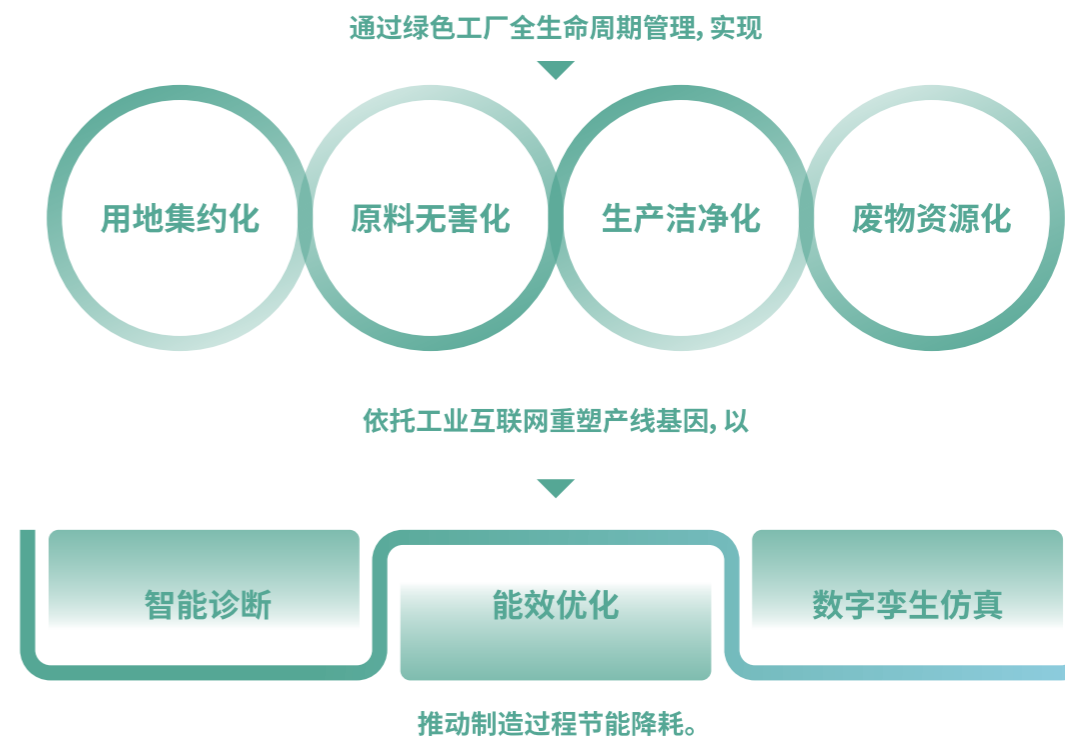 通过绿色工厂全生命周期管理, 实现
用地集约化
原料无害化
生产洁净化
废物资源化
依托工业互联网重塑产线基因, 以
智能诊断
能效优化
数字孪生仿真
推动制造过程节能降耗。